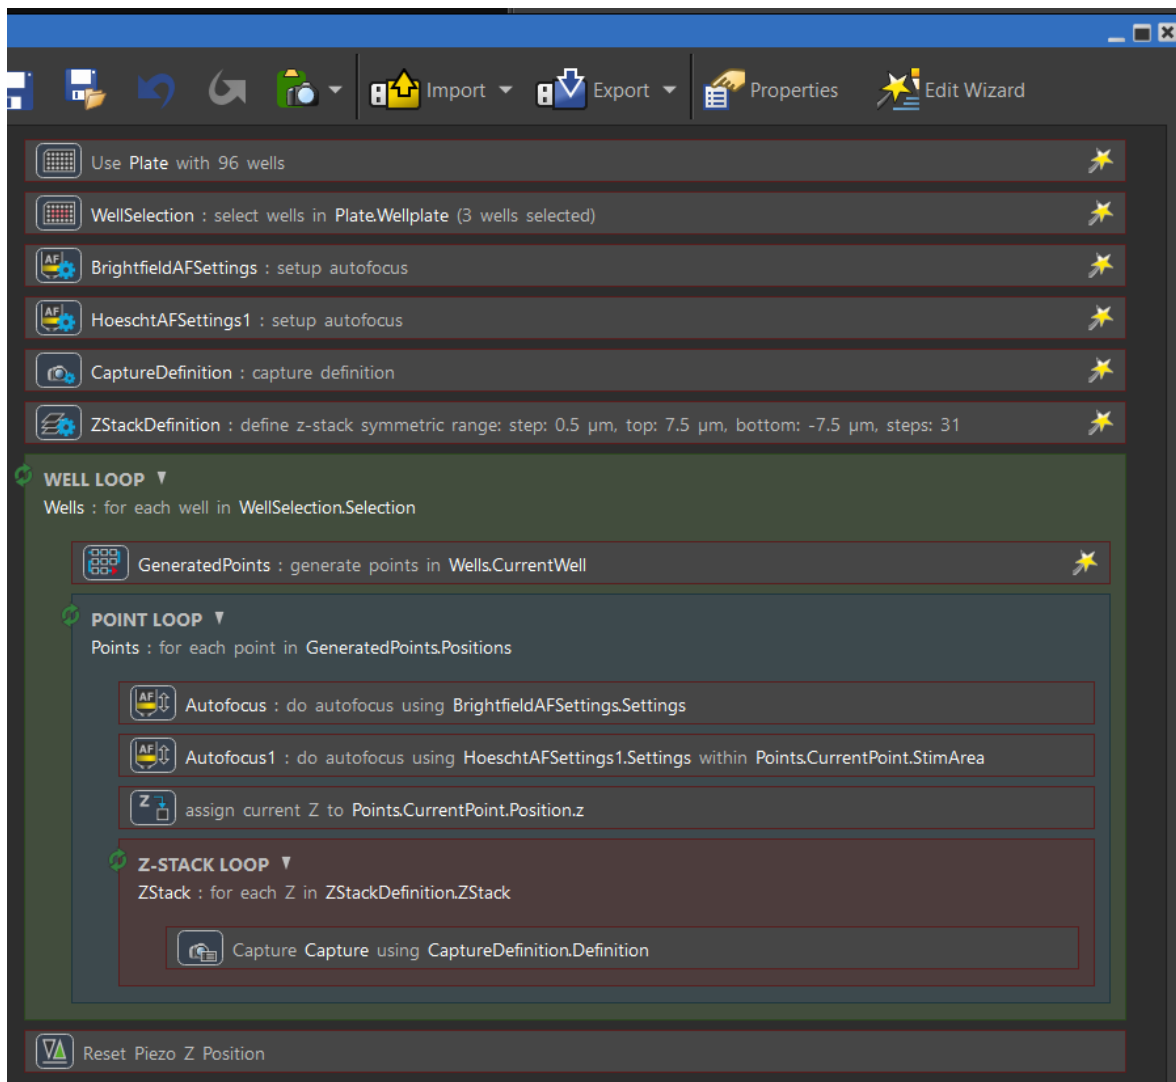 Import
Export
Properties
Edit Wizard
Use Plate with 96 wells
WellSelection : select wells in Plate.Wellplate (3 wells selected)
AF
BrightfieldAFSettings : setup autofocus
AF
HoeschtAFSettings1 : setup autofocus
CaptureDefinition : capture definition
ZStackDefinition : define z-stack symmetric range: step: 0.5 µm, top: 7.5 µm, bottom: -7.5 µm, steps: 31
WELL LOOP
Wells : for each well in WellSelection.Selection
GeneratedPoints : generate points in Wells.CurrentWell
POINT LOOP
Points : for each point in GeneratedPoints.Positions
AF
Autofocus : do autofocus using BrightfieldAFSettings.Settings
AF
Autofocus1 : do autofocus using HoeschtAFSettings1.Settings within Points.CurrentPoint.StimArea
Z
assign current Z to Points.CurrentPoint.Position.z
Z-STACK LOOP
ZStack : for each Z in ZStackDefinition.ZStack
Capture Capture using CaptureDefinition.Definition
Reset Piezo Z Position